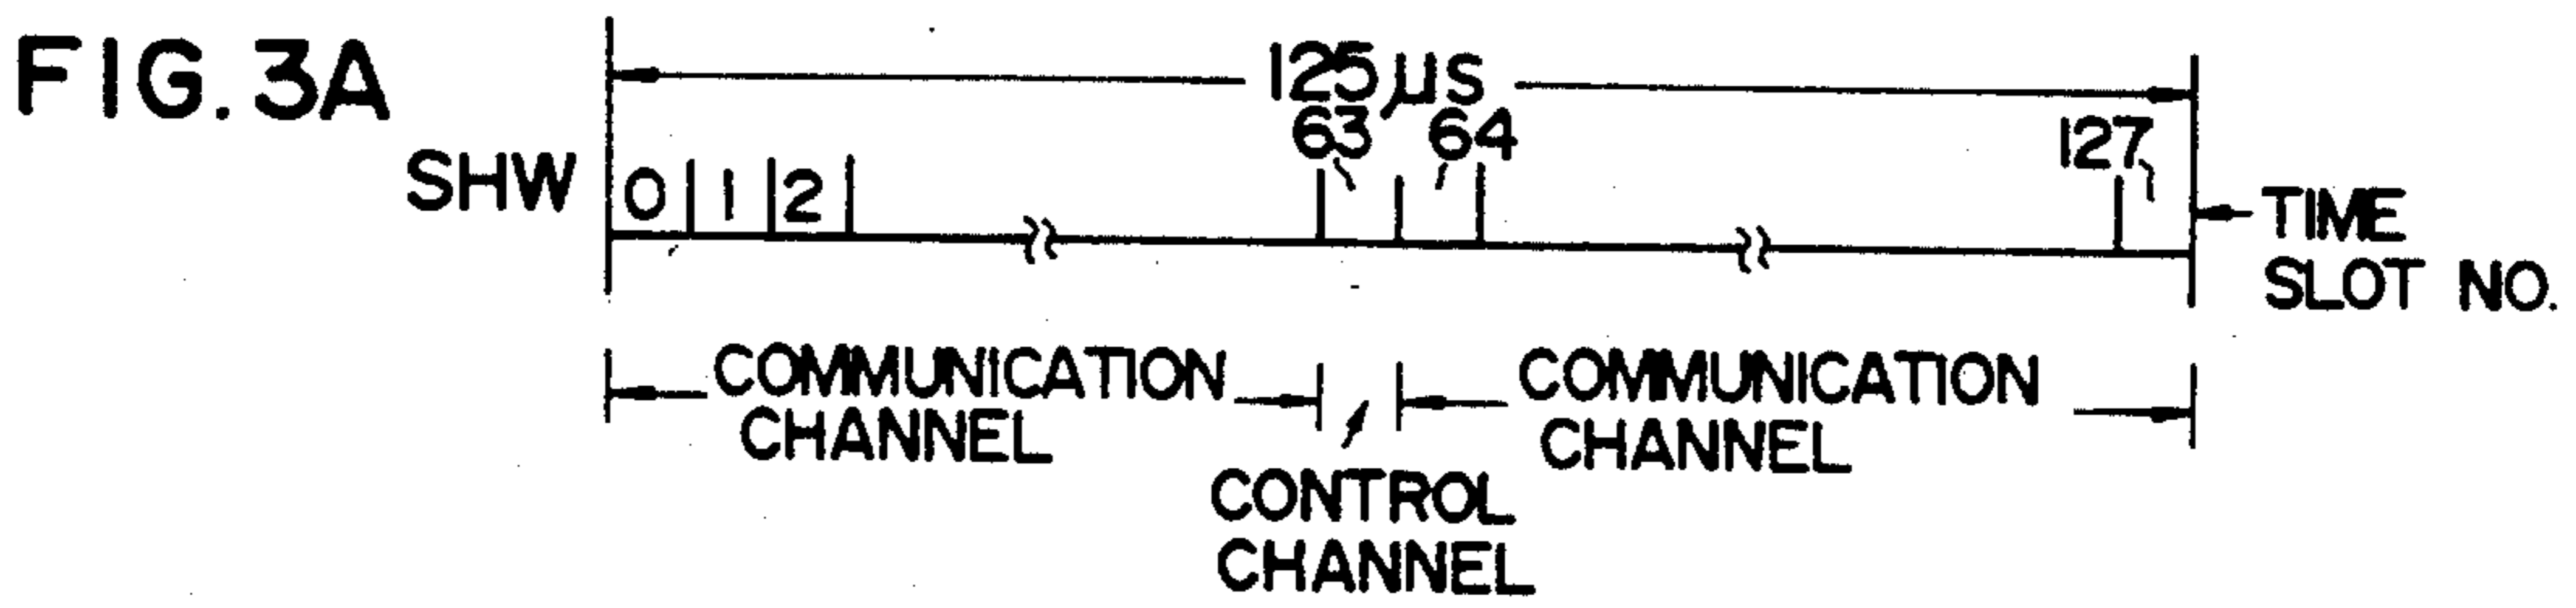 FIG. 3A
125 µs
SHW 0 1 2 63 64 127
TIME
SLOT NO.
COMMUNICATION
CHANNEL
CONTROL
CHANNEL
COMMUNICATION
CHANNEL